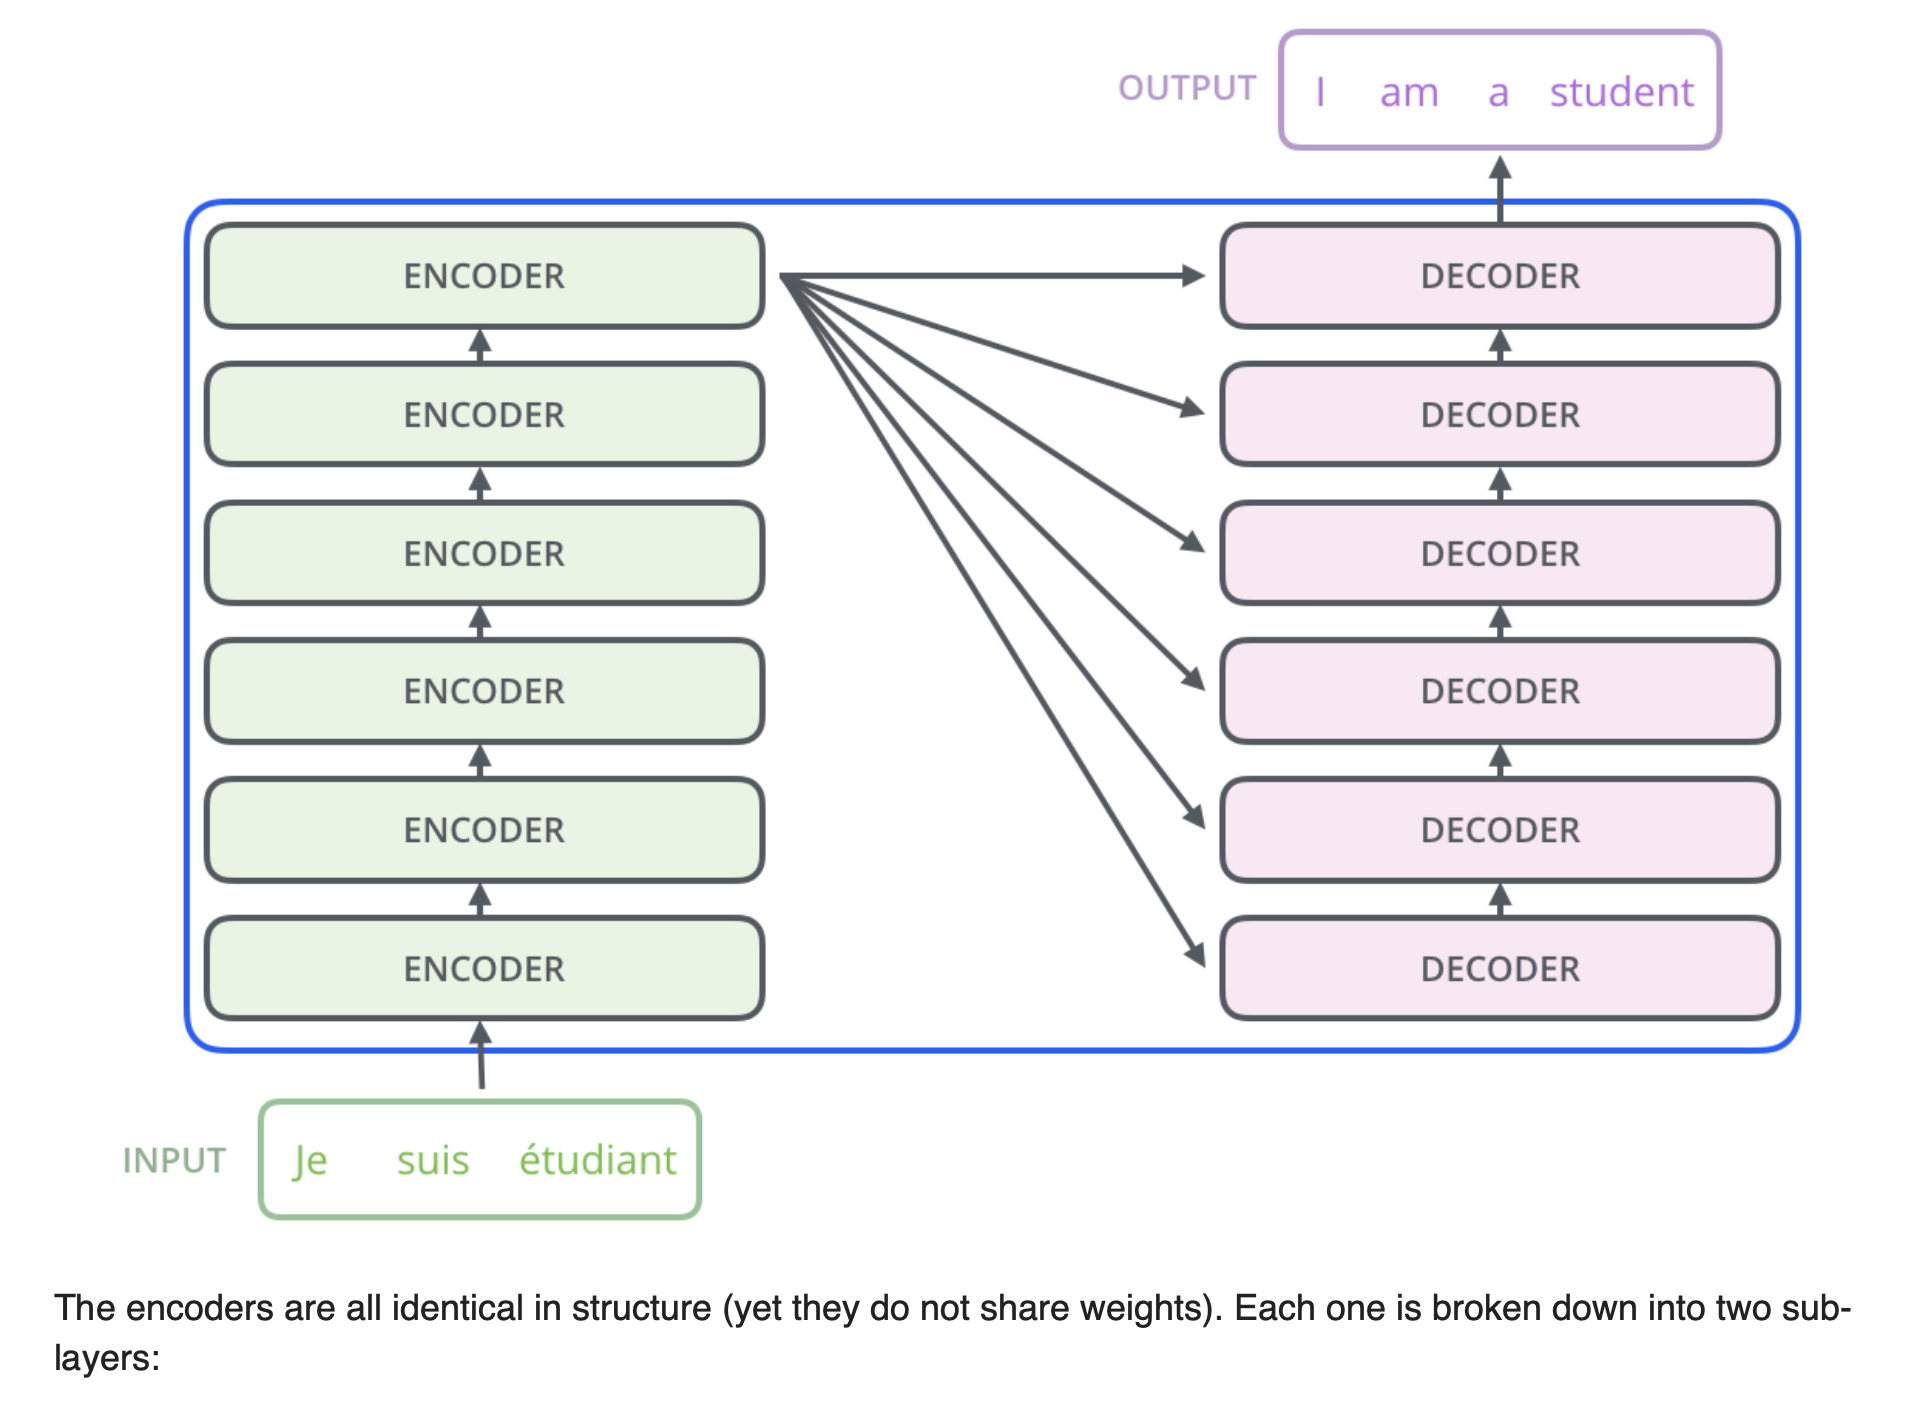 OUTPUT
I am a student
ENCODER
ENCODER
ENCODER
ENCODER
ENCODER
ENCODER
DECODER
DECODER
DECODER
DECODER
DECODER
DECODER
INPUT
Je suis étudiant
The encoders are all identical in structure (yet they do not share weights). Each one is broken down into two sub-
layers: